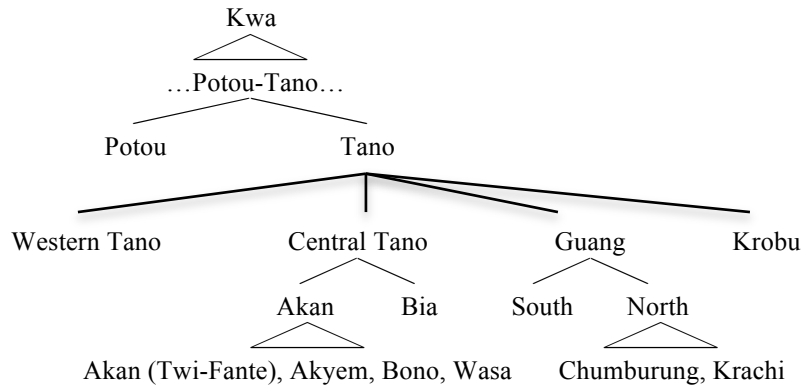 Kwa
…Potou-Tano…
Potou Tano
Western Tano Central Tano Guang Krobu
Akan Bia South North
Akan (Twi-Fante), Akyem, Bono, Wasa Chumburung, Krachi